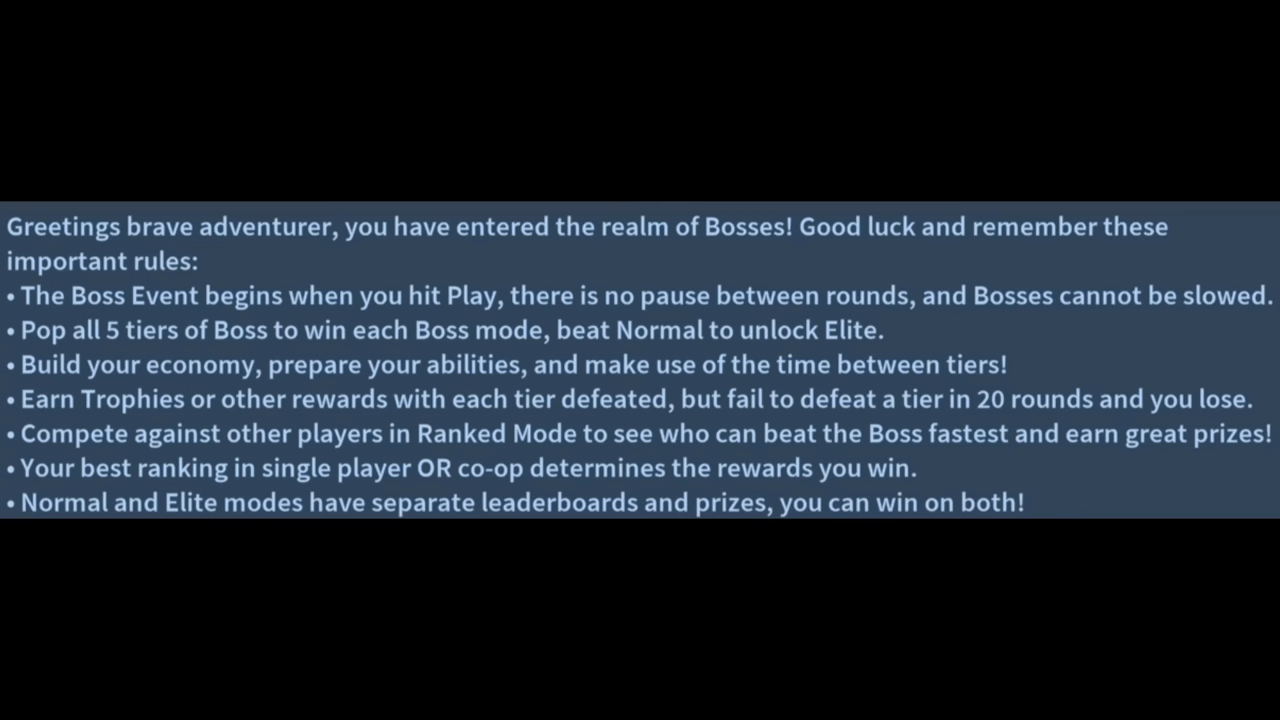 Greetings brave adventurer, you have entered the realm of Bosses! Good luck and remember these
important rules:
• The Boss Event begins when you hit Play, there is no pause between rounds, and Bosses cannot be slowed.
• Pop all 5 tiers of Boss to win each Boss mode, beat Normal to unlock Elite.
• Build your economy, prepare your abilities, and make use of the time between tiers!
• Earn Trophies or other rewards with each tier defeated, but fail to defeat a tier in 20 rounds and you lose.
• Compete against other players in Ranked Mode to see who can beat the Boss fastest and earn great prizes!
• Your best ranking in single player OR co-op determines the rewards you win.
• Normal and Elite modes have separate leaderboards and prizes, you can win on both!